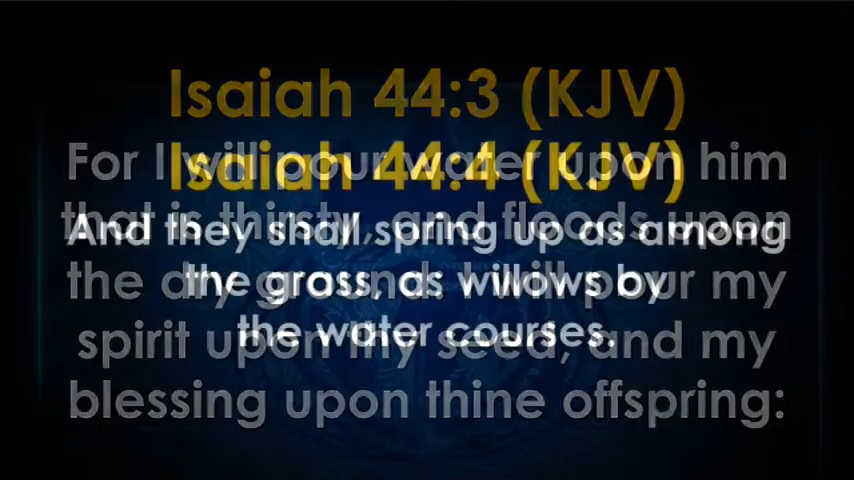 Isaiah 44:3 (KJV)
For I will pour water upon him
that is thirsty, and floods upon
the dry ground: I will pour my
spirit upon thy seed, and my
blessing upon thine offspring:
Isaiah 44:4 (KJV)
And they shall spring up as among
the grass, as willows by
the water courses.